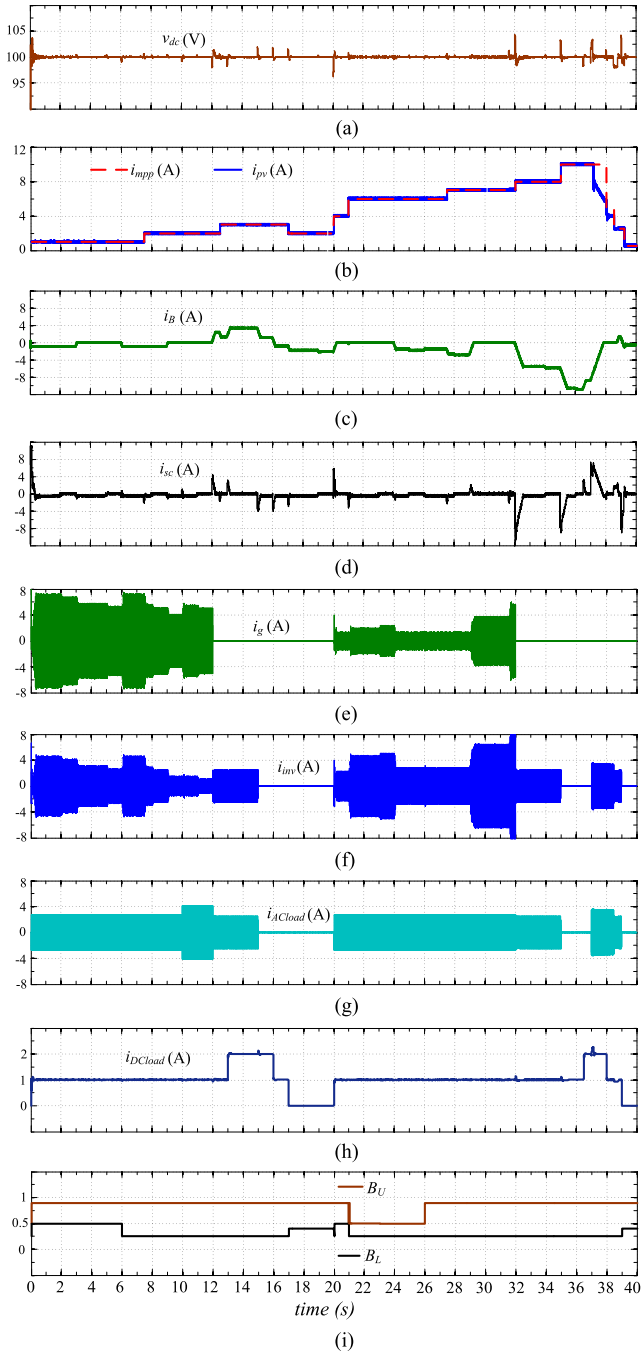 105
100
95
v_dc (V)
(a)
12
8
4
0
i_mpp (A)
i_pv (A)
(b)
8
4
0
-4
-8
i_B (A)
(c)
8
4
0
-4
-8
i_sc (A)
(d)
8
4
0
-4
-8
i_g (A)
(e)
8
4
0
-4
-8
i_inv (A)
(f)
8
4
0
-4
-8
i_ACload (A)
(g)
2
1
0
i_DCload (A)
(h)
1
0.5
0
B_U
B_L
0 2 4 6 8 10 12 14 16 18 20 22 24 26 28 30 32 34 36 38 40
time (s)
(i)